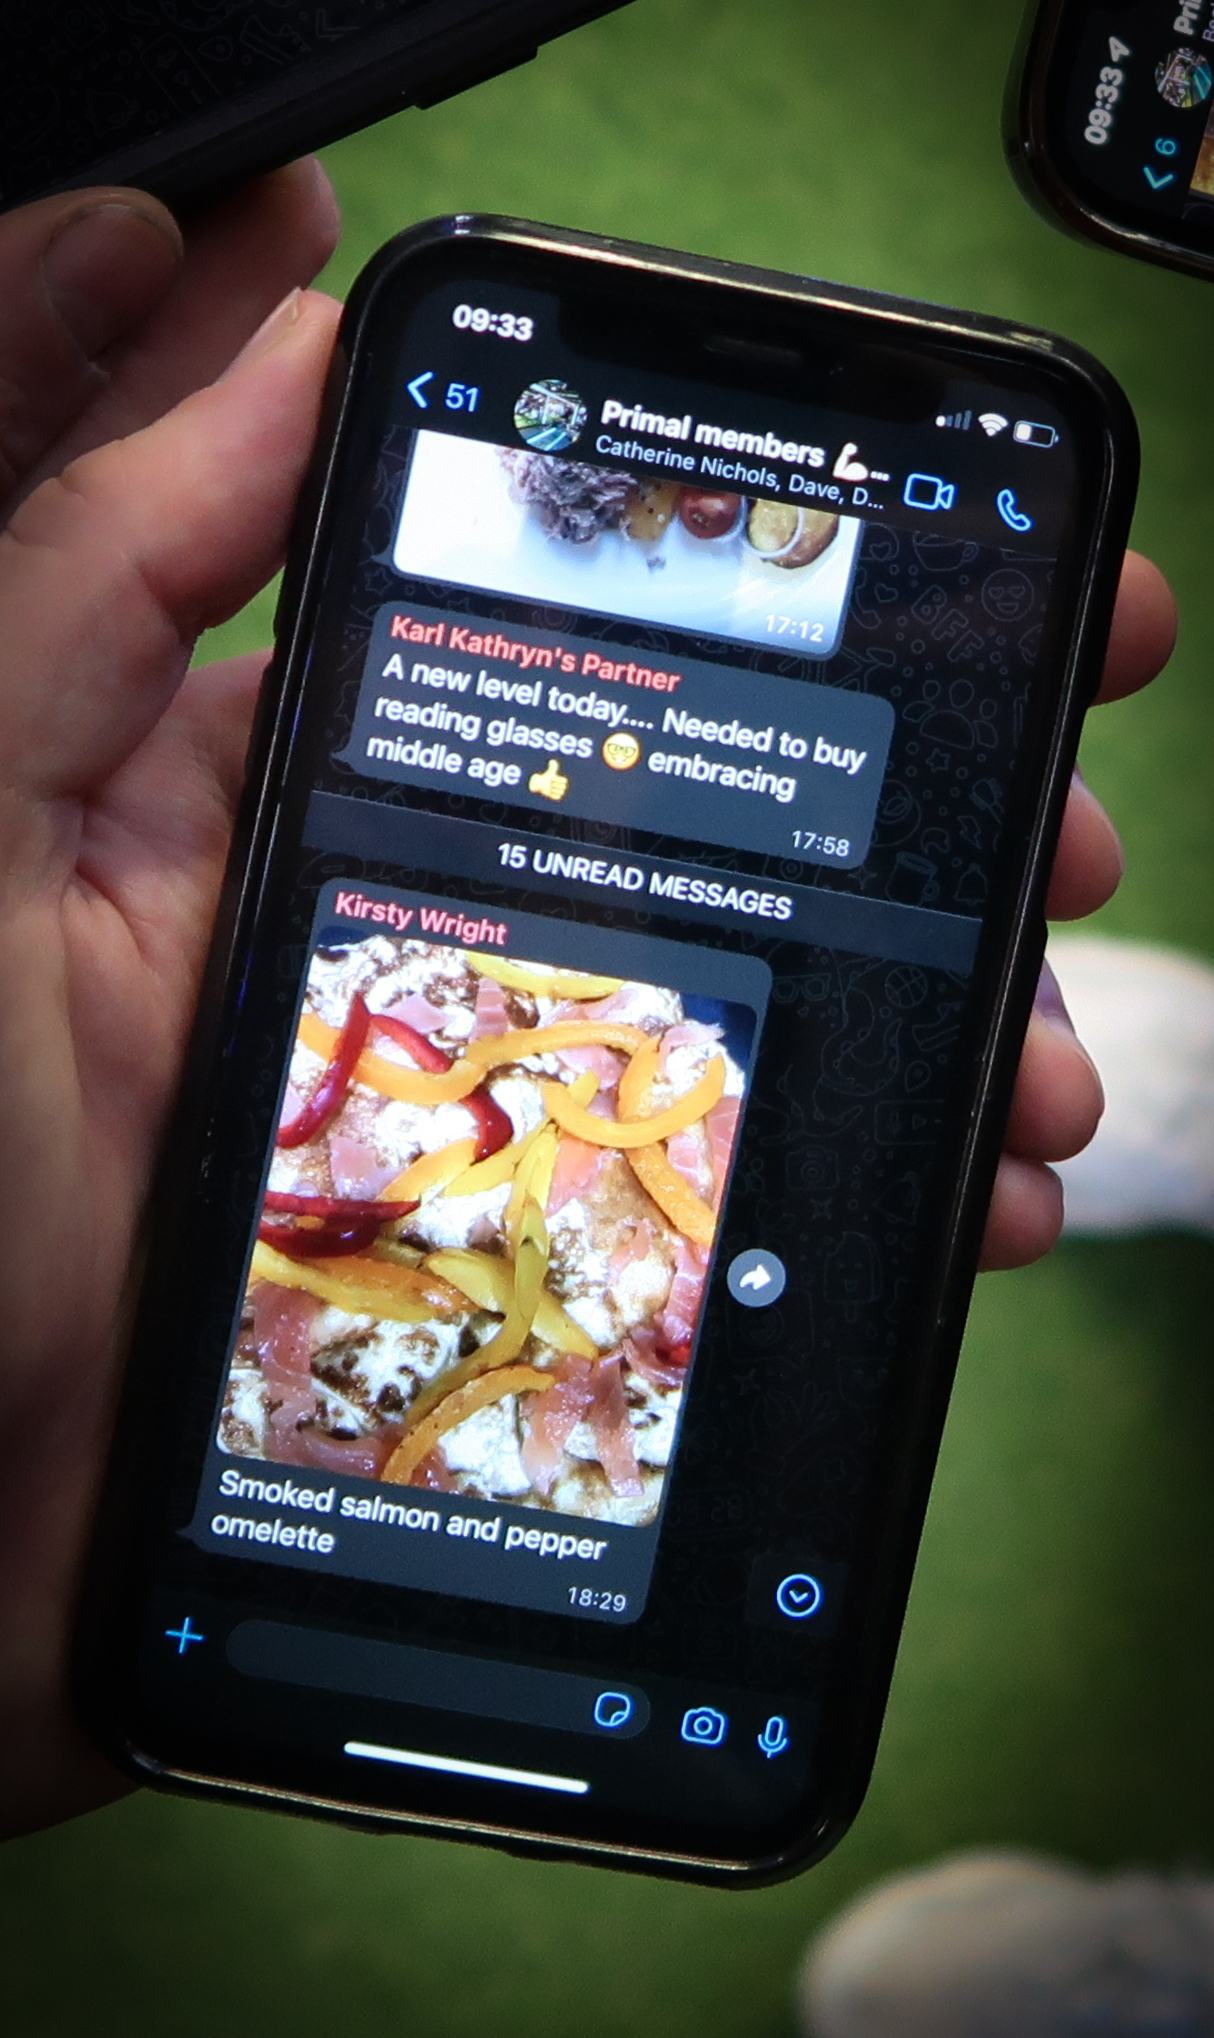 09:33
6
Pri
09:33
51
Primal members 💪...
Catherine Nichols, Dave, D...
17:12
Karl Kathryn's Partner
A new level today.... Needed to buy
reading glasses 🤓 embracing
middle age 👍
17:58
15 UNREAD MESSAGES
Kirsty Wright
Smoked salmon and pepper
omelette
18:29